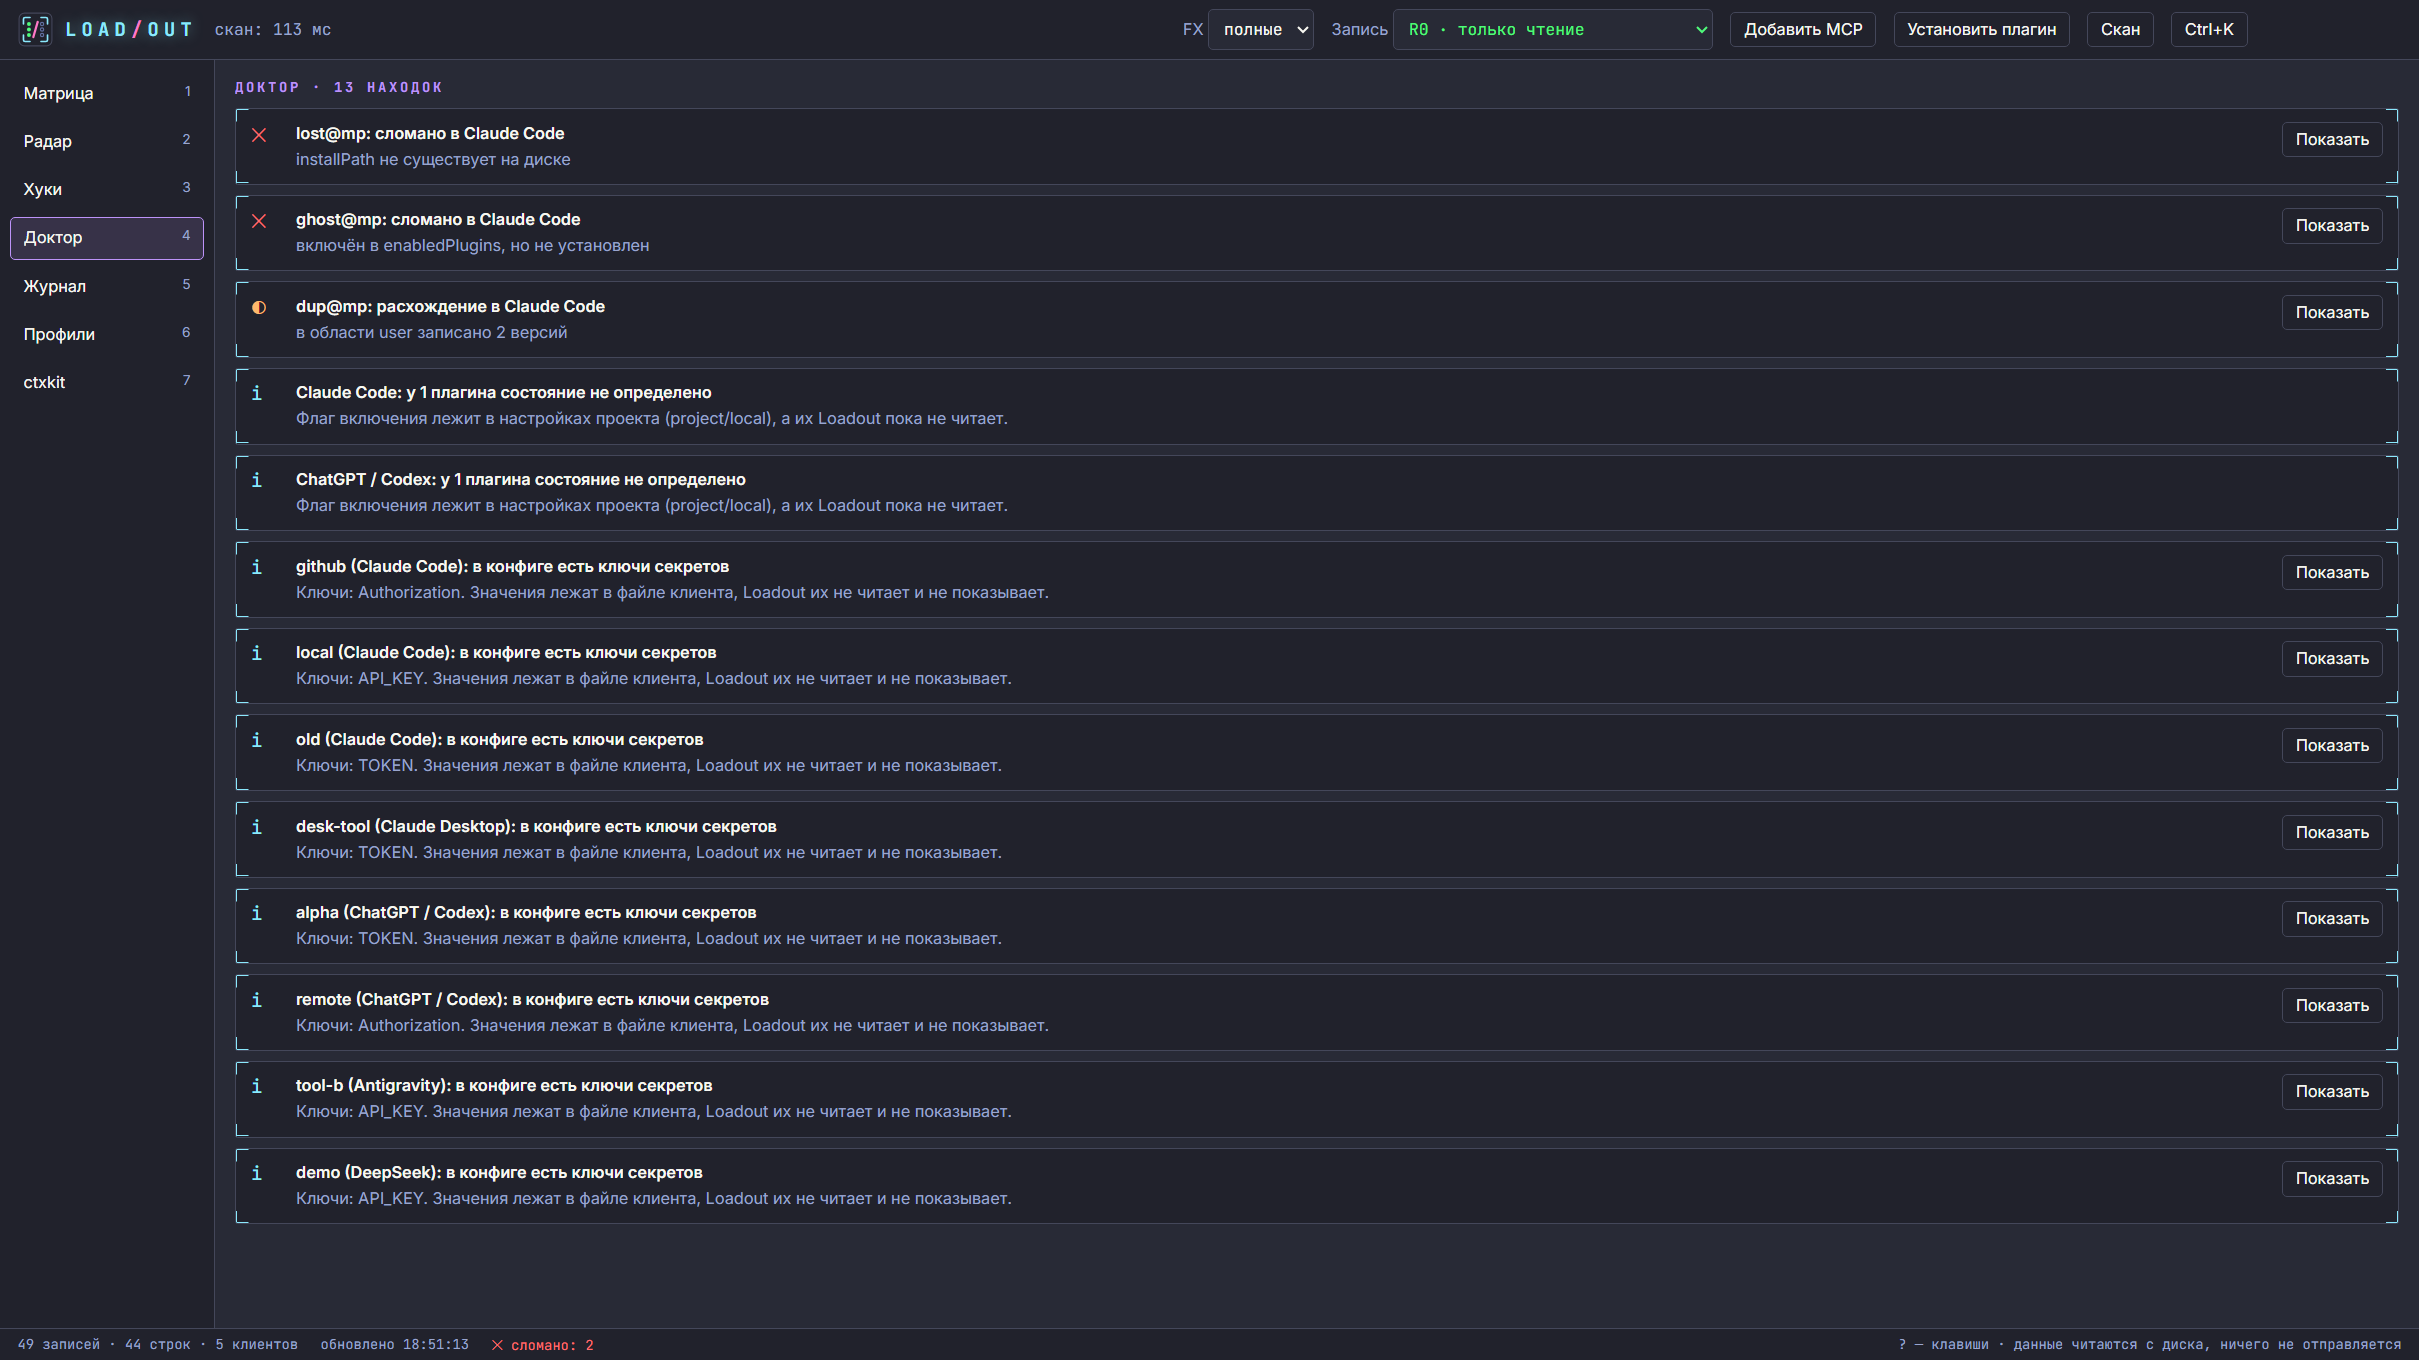 LOAD/OUT скан: 113 мс FX полные Запись R0 · только чтение Добавить MCP Установить плагин Скан Ctrl+K
Матрица 1
Радар 2
Хуки 3
Доктор 4
Журнал 5
Профили 6
ctxkit 7
ДОКТОР · 13 НАХОДОК
lost@mp: сломано в Claude Code
installPath не существует на диске
Показать
ghost@mp: сломано в Claude Code
включён в enabledPlugins, но не установлен
Показать
dup@mp: расхождение в Claude Code
в области user записано 2 версий
Показать
Claude Code: у 1 плагина состояние не определено
Флаг включения лежит в настройках проекта (project/local), а их Loadout пока не читает.
ChatGPT / Codex: у 1 плагина состояние не определено
Флаг включения лежит в настройках проекта (project/local), а их Loadout пока не читает.
github (Claude Code): в конфиге есть ключи секретов
Ключи: Authorization. Значения лежат в файле клиента, Loadout их не читает и не показывает.
Показать
local (Claude Code): в конфиге есть ключи секретов
Ключи: API_KEY. Значения лежат в файле клиента, Loadout их не читает и не показывает.
Показать
old (Claude Code): в конфиге есть ключи секретов
Ключи: TOKEN. Значения лежат в файле клиента, Loadout их не читает и не показывает.
Показать
desk-tool (Claude Desktop): в конфиге есть ключи секретов
Ключи: TOKEN. Значения лежат в файле клиента, Loadout их не читает и не показывает.
Показать
alpha (ChatGPT / Codex): в конфиге есть ключи секретов
Ключи: TOKEN. Значения лежат в файле клиента, Loadout их не читает и не показывает.
Показать
remote (ChatGPT / Codex): в конфиге есть ключи секретов
Ключи: Authorization. Значения лежат в файле клиента, Loadout их не читает и не показывает.
Показать
tool-b (Antigravity): в конфиге есть ключи секретов
Ключи: API_KEY. Значения лежат в файле клиента, Loadout их не читает и не показывает.
Показать
demo (DeepSeek): в конфиге есть ключи секретов
Ключи: API_KEY. Значения лежат в файле клиента, Loadout их не читает и не показывает.
Показать
49 записей · 44 строк · 5 клиентов обновлено 18:51:13 ✕ сломано: 2 ? — клавиши · данные читаются с диска, ничего не отправляется